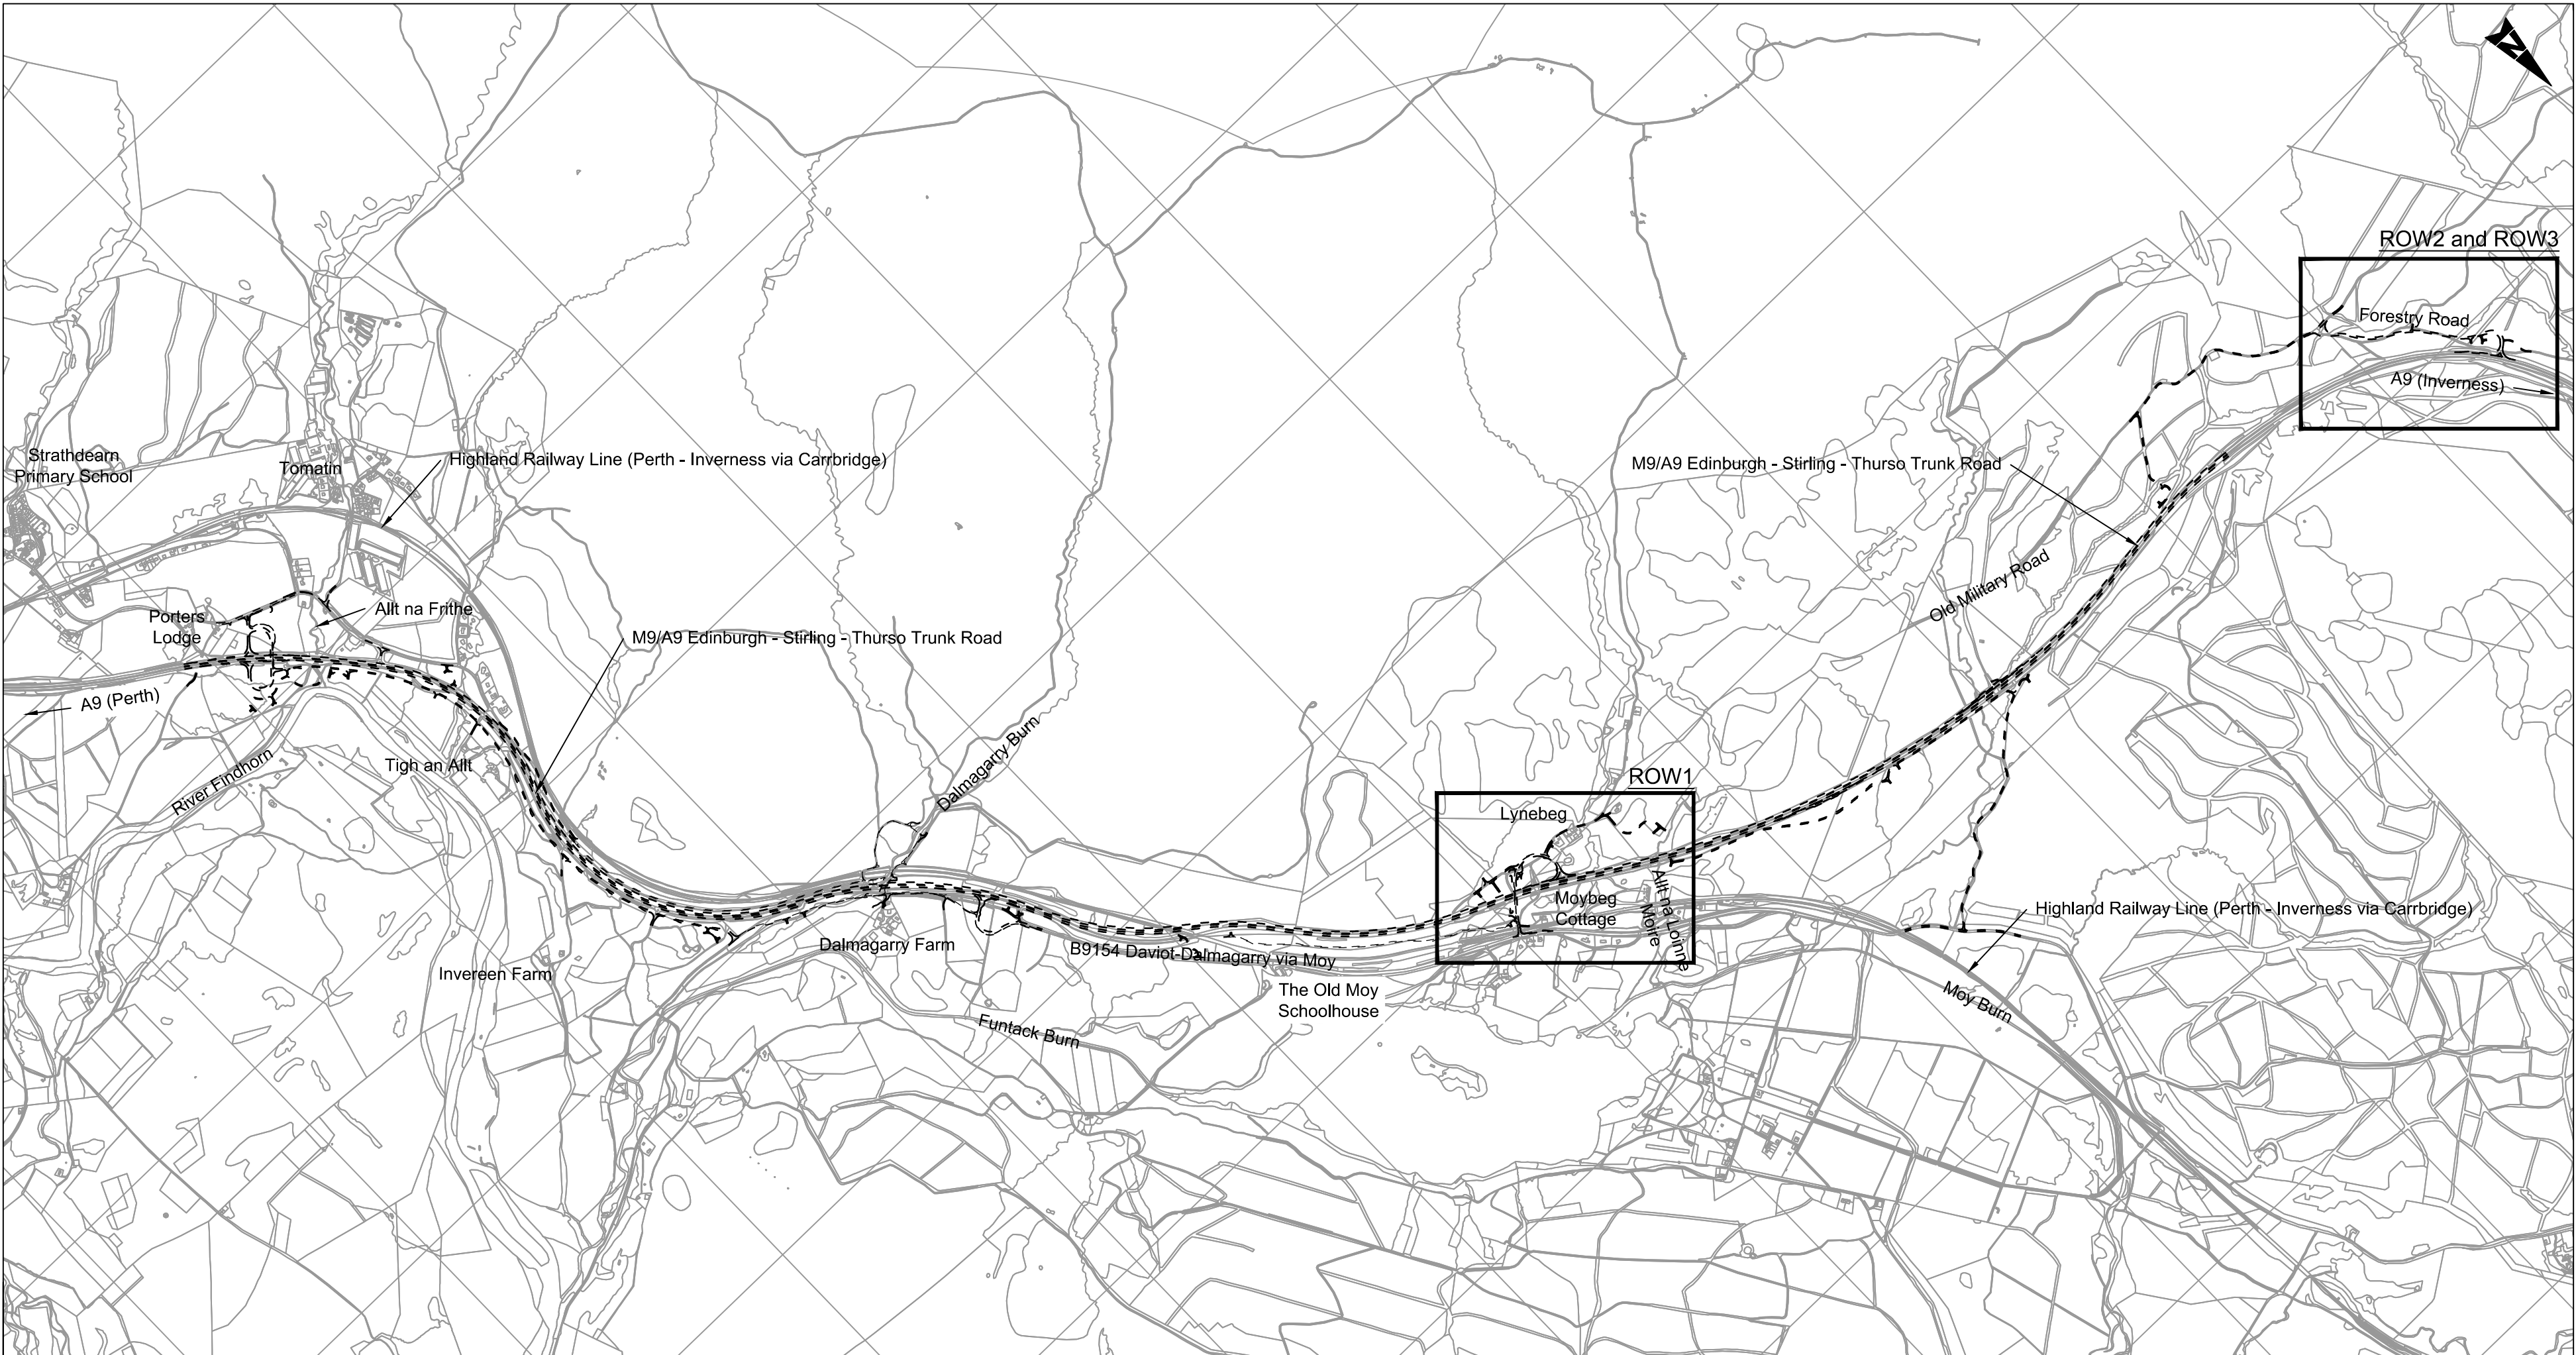 N
ROW2 and ROW3
Forestry Road
A9 (Inverness)
Strathdearn
Primary School
Tomatin
Highland Railway Line (Perth - Inverness via Carrbridge)
M9/A9 Edinburgh - Stirling - Thurso Trunk Road
Old Military Road
Porters
Lodge
Allt na Frithe
M9/A9 Edinburgh - Stirling - Thurso Trunk Road
A9 (Perth)
River Findhorn
Tigh an Allt
Dalmagarry Burn
ROW1
Lynebeg
Moybeg
Cottage
Allt na Loinne
Moire
Highland Railway Line (Perth - Inverness via Carrbridge)
Dalmagarry Farm
B9154 Daviot-Dalmagarry via Moy
Invereen Farm
The Old Moy
Schoolhouse
Moy Burn
Funtack Burn